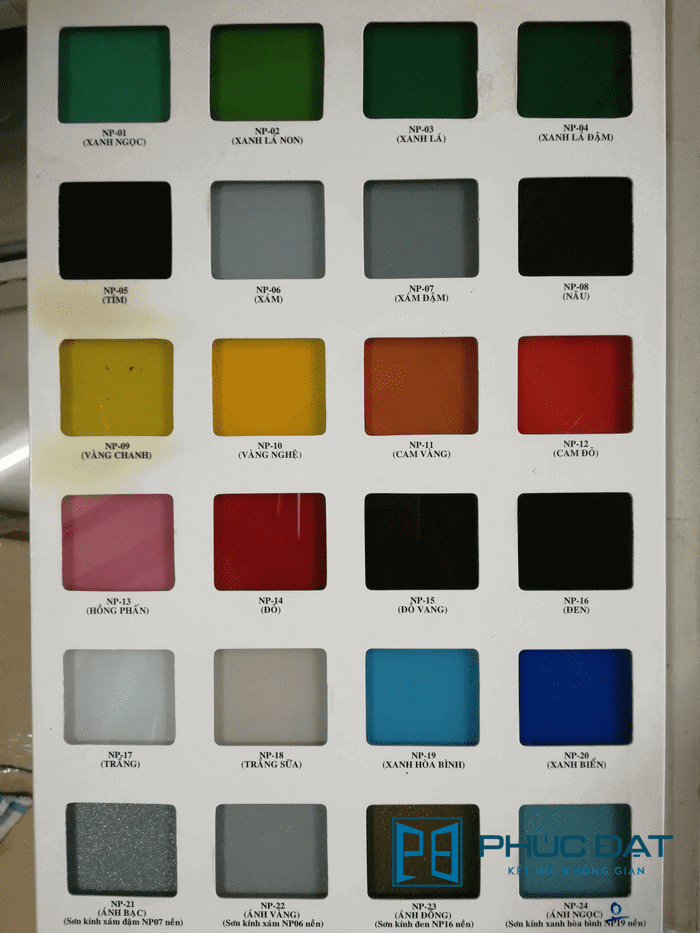 NP-01
(XANH NGỌC)
NP-02
(XANH LÁ NON)
NP-03
(XANH LÁ)
NP-04
(XANH LÁ ĐẬM)
NP-05
(TÍM)
NP-06
(XÁM)
NP-07
(XÁM ĐẬM)
NP-08
(NÂU)
NP-09
(VÀNG CHANH)
NP-10
(VÀNG NGHỆ)
NP-11
(CAM VÀNG)
NP-12
(CAM ĐỎ)
NP-13
(HỒNG PHẤN)
NP-14
(ĐỎ)
NP-15
(ĐỎ VANG)
NP-16
(ĐEN)
NP-17
(TRẮNG)
NP-18
(TRẮNG SỮA)
NP-19
(XANH HÒA BÌNH)
NP-20
(XANH BIỂN)
PHÚC ĐẠT
KẾT NỐI KHÔNG GIAN
NP-21
(ÁNH BẠC)
(Sơn kính xám đậm NP07 nền)
NP-22
(ÁNH VÀNG)
(Sơn kính xám NP06 nền)
NP-23
(ÁNH ĐỒNG)
(Sơn kính đen NP16 nền)
NP-24
(ÁNH NGỌC)
(Sơn kính xanh hòa bình NP19 nền)